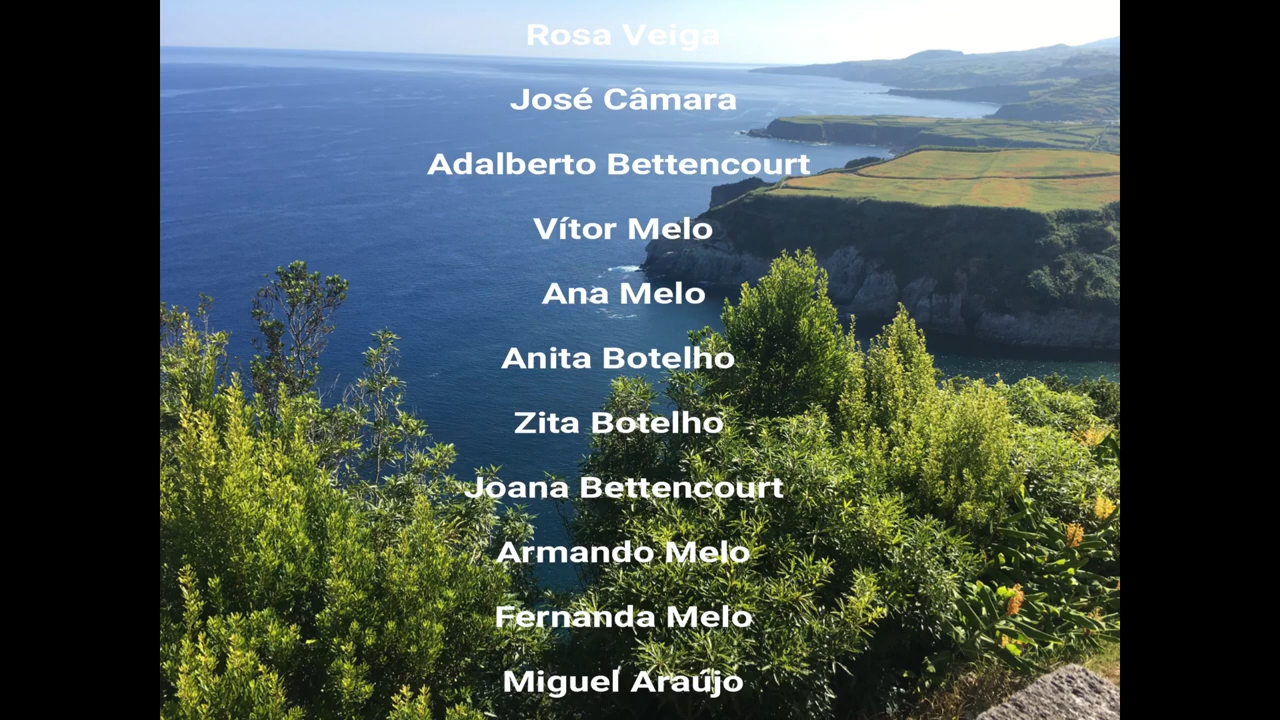 Rosa Veiga
José Câmara
Adalberto Bettencourt
Vítor Melo
Ana Melo
Anita Botelho
Zita Botelho
Joana Bettencourt
Armando Melo
Fernanda Melo
Miguel Araújo